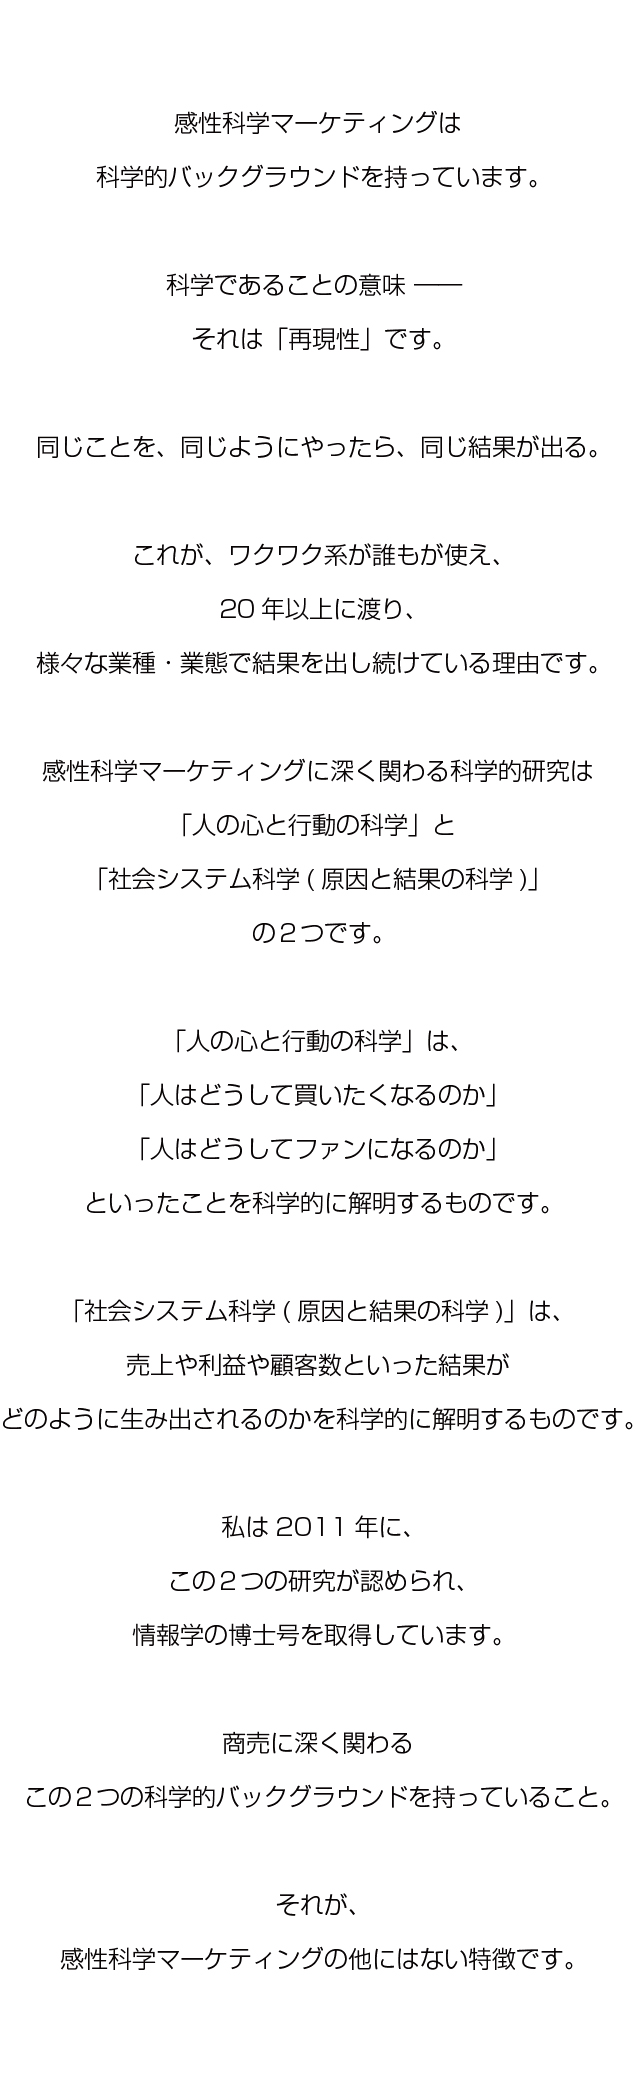 感性科学マーケティングは
科学的バックグラウンドを持っています。
科学であることの意味 ――
それは「再現性」です。
同じことを、同じようにやったら、同じ結果が出る。
これが、ワクワク系が誰もが使え、
20 年以上に渡り、
様々な業種・業態で結果を出し続けている理由です。
感性科学マーケティングに深く関わる科学的研究は
「人の心と行動の科学」と
「社会システム科学 ( 原因と結果の科学 )」
の２つです。
「人の心と行動の科学」は、
「人はどうして買いたくなるのか」
「人はどうしてファンになるのか」
といったことを科学的に解明するものです。
「社会システム科学 ( 原因と結果の科学 )」は、
売上や利益や顧客数といった結果が
どのように生み出されるのかを科学的に解明するものです。
私は 2011 年に、
この２つの研究が認められ、
情報学の博士号を取得しています。
商売に深く関わる
この２つの科学的バックグラウンドを持っていること。
それが、
感性科学マーケティングの他にはない特徴です。